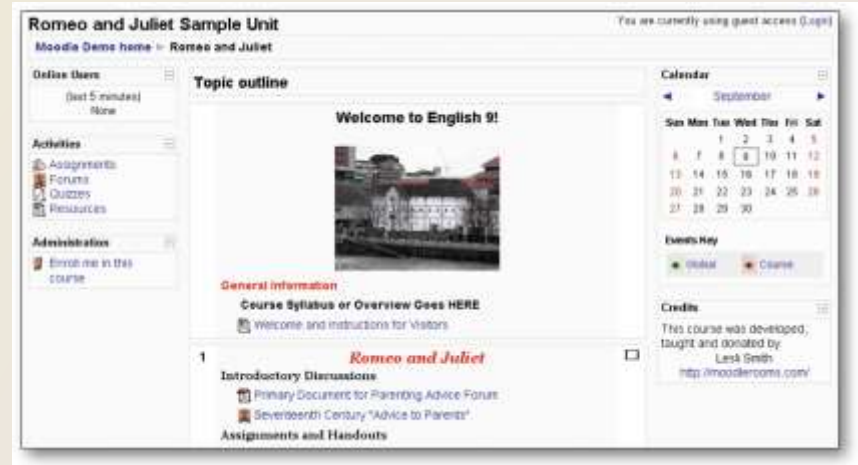 Romeo and Juliet Sample Unit
You are currently using guest access (Login)
Moodle Demo home ► Romeo and Juliet
Online Users
(last 5 minutes)
None
Activities
Assignments
Forums
Quizzes
Resources
Administration
Enroll me in this
course
Topic outline
Welcome to English 9!
General Information
Course Syllabus or Overview Goes HERE
Welcome and Instructions for Visitors
1
Romeo and Juliet
Introductory Discussions
Primary Document for Parenting Advice Forum
Seventeenth Century "Advice to Parents"
Assignments and Handouts
Calendar
◄ September ►
Sun Mon Tue Wed Thu Fri Sat
1 2 3 4 5
6 7 8 9 10 11 12
13 14 15 16 17 18 19
20 21 22 23 24 25 26
27 28 29 30
Events Key
Global Course
Credits
This course was developed,
taught and donated by
Smith
http://moodlerooms.com/